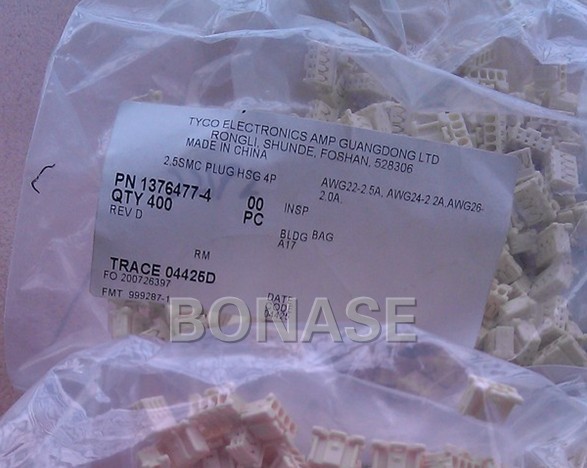 TYCO ELECTRONICS AMP GUANGDONG LTD
RONGLI, SHUNDE, FOSHAN, 528306
MADE IN CHINA
2.5SMC PLUG HSG 4P
AWG22-2.5A, AWG24-2.2A,AWG26-
2.0A.
PN 1376477-4
QTY 400
REV D
00
PC
INSP
BLDG BAG
A17
RM
TRACE 04425D
FO 200726397
FMT 999287-1
DATE
BONASE